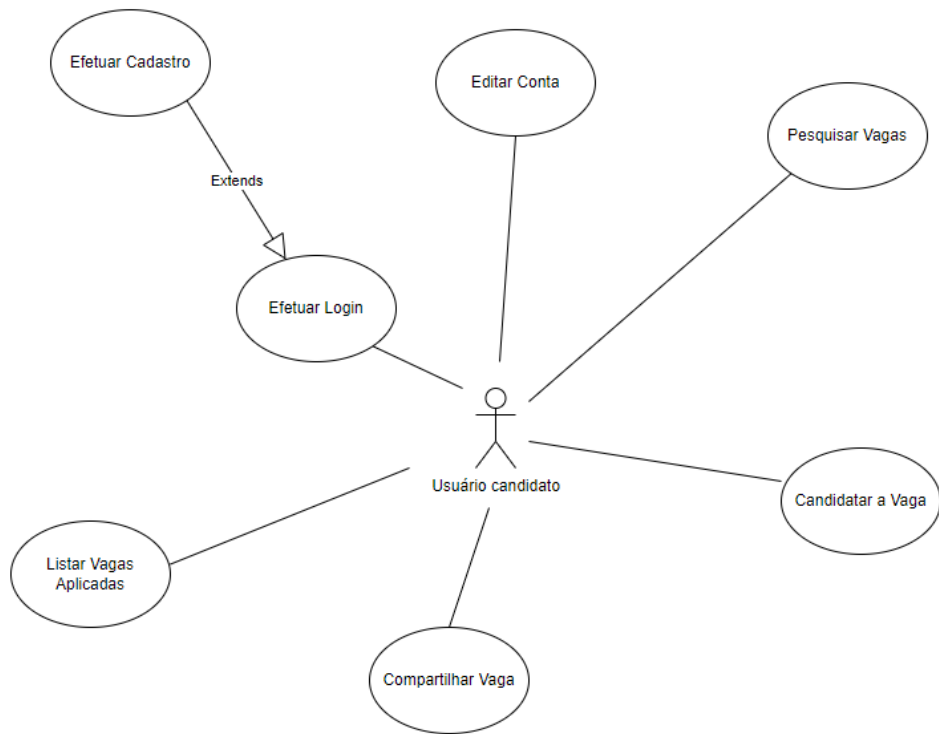 Efetuar Cadastro
Editar Conta
Pesquisar Vagas
Extends
Efetuar Login
Usuário candidato
Candidatar a Vaga
Listar Vagas
Aplicadas
Compartilhar Vaga